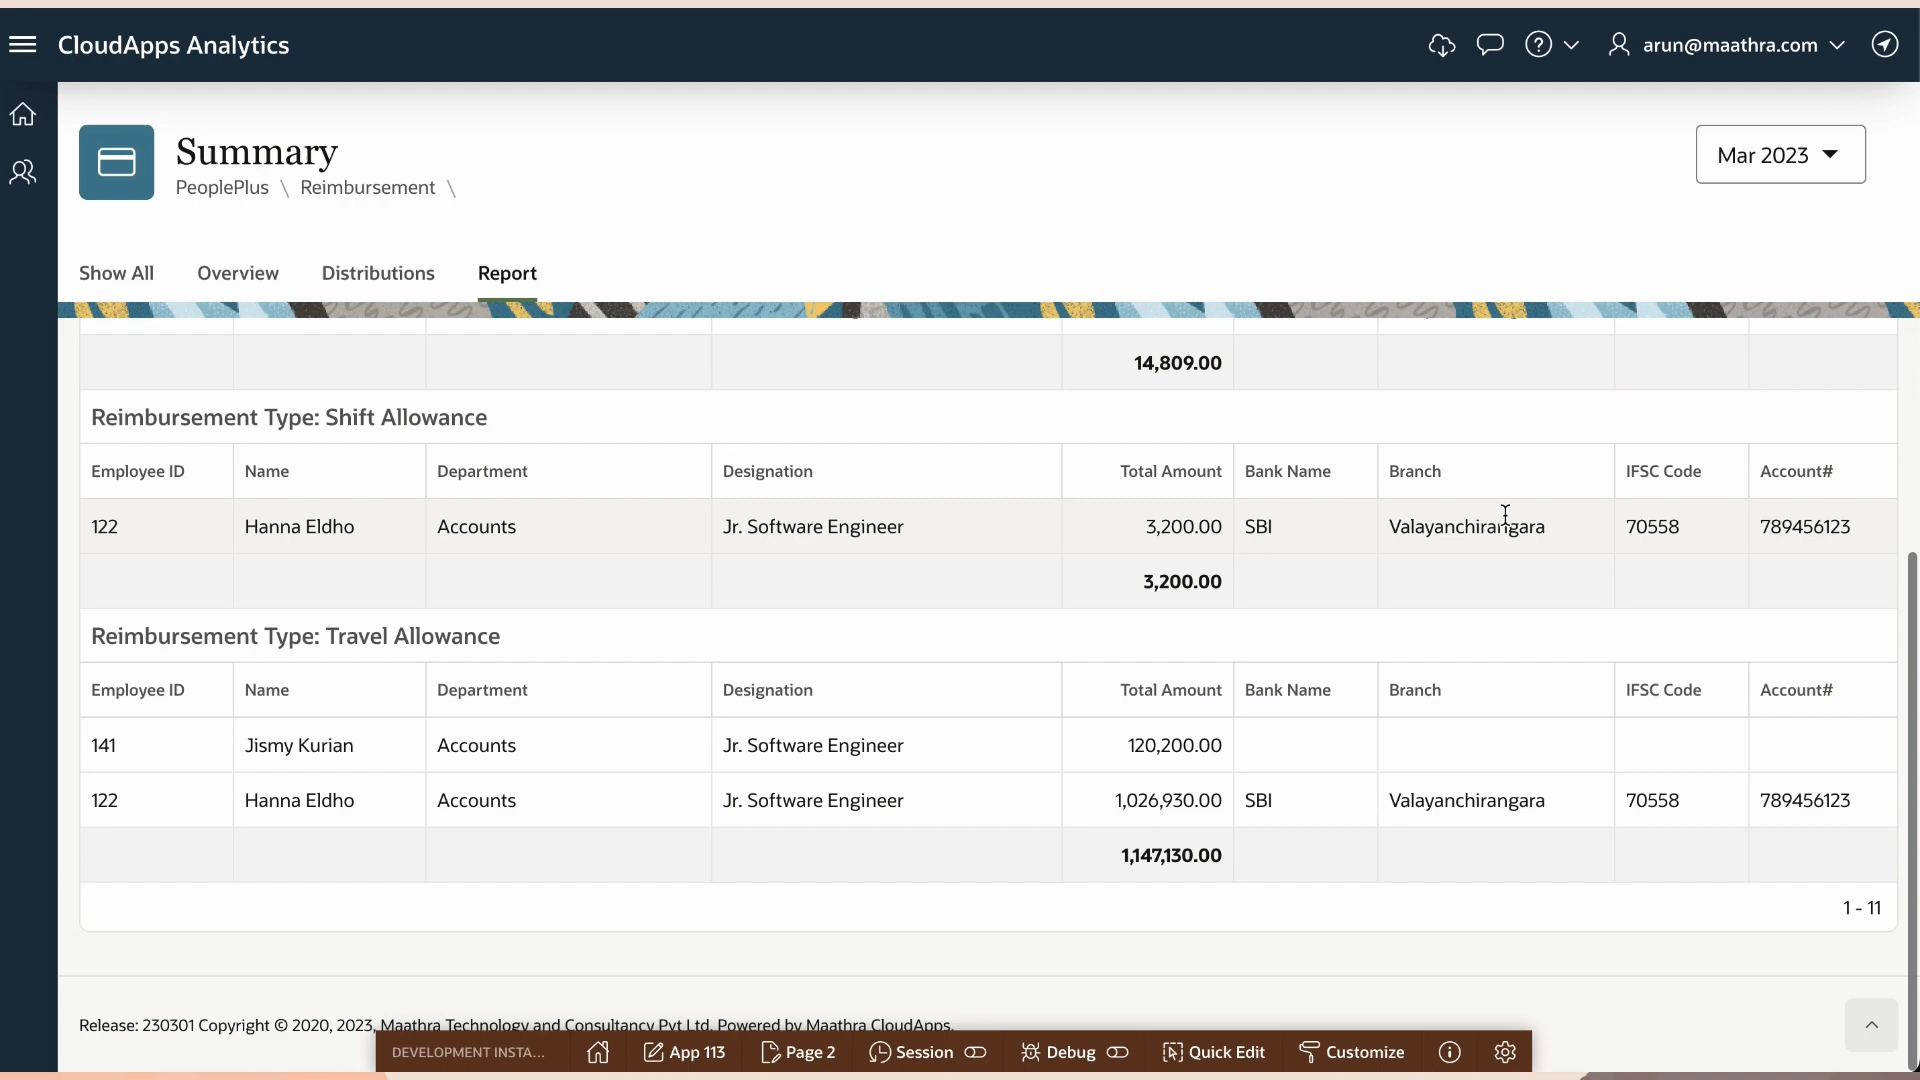 CloudApps Analytics
arun@maathra.com
Summary
PeoplePlus \ Reimbursement \
Mar 2023
Show All Overview Distributions Report
14,809.00
Reimbursement Type: Shift Allowance
Employee ID Name Department Designation Total Amount Bank Name Branch IFSC Code Account#
122 Hanna Eldho Accounts Jr. Software Engineer 3,200.00 SBI Valayanchirangara 70558 789456123
3,200.00
Reimbursement Type: Travel Allowance
Employee ID Name Department Designation Total Amount Bank Name Branch IFSC Code Account#
141 Jismy Kurian Accounts Jr. Software Engineer 120,200.00
122 Hanna Eldho Accounts Jr. Software Engineer 1,026,930.00 SBI Valayanchirangara 70558 789456123
1,147,130.00
1 - 11
Release: 230301 Copyright © 2020, 2023, Maathra Technology and Consultancy Pvt Ltd. Powered by Maathra CloudApps.
DEVELOPMENT INSTA... App 113 Page 2 Session Debug Quick Edit Customize